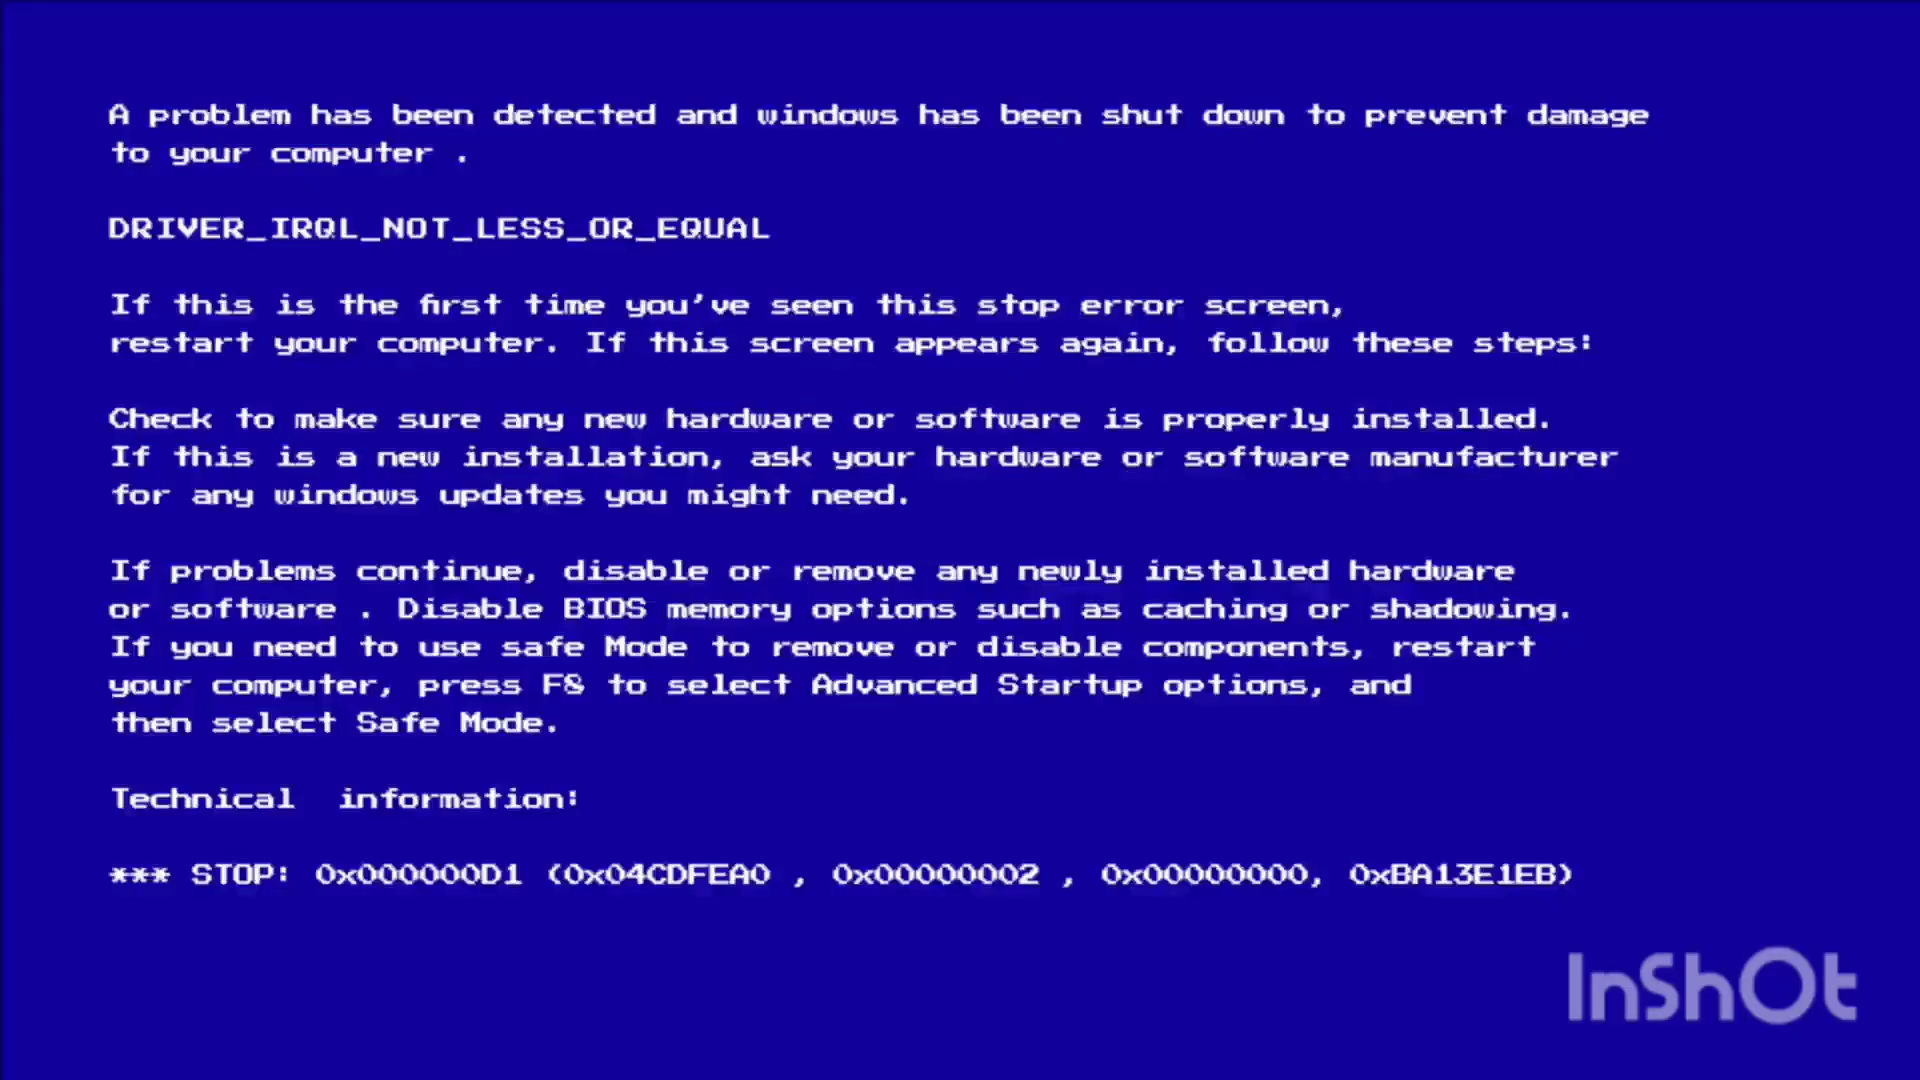 A problem has been detected and windows has been shut down to prevent damage
to your computer .
DRIVER_IRQL_NOT_LESS_OR_EQUAL
If this is the first time you've seen this stop error screen,
restart your computer. If this screen appears again, follow these steps:
Check to make sure any new hardware or software is properly installed.
If this is a new installation, ask your hardware or software manufacturer
for any windows updates you might need.
If problems continue, disable or remove any newly installed hardware
or software . Disable BIOS memory options such as caching or shadowing.
If you need to use safe Mode to remove or disable components, restart
your computer, press F& to select Advanced Startup options, and
then select Safe Mode.
Technical information:
*** STOP: 0x000000D1 (0x04CDFEA0 , 0x00000002 , 0x00000000, 0xBA13E1EB)
InShOt